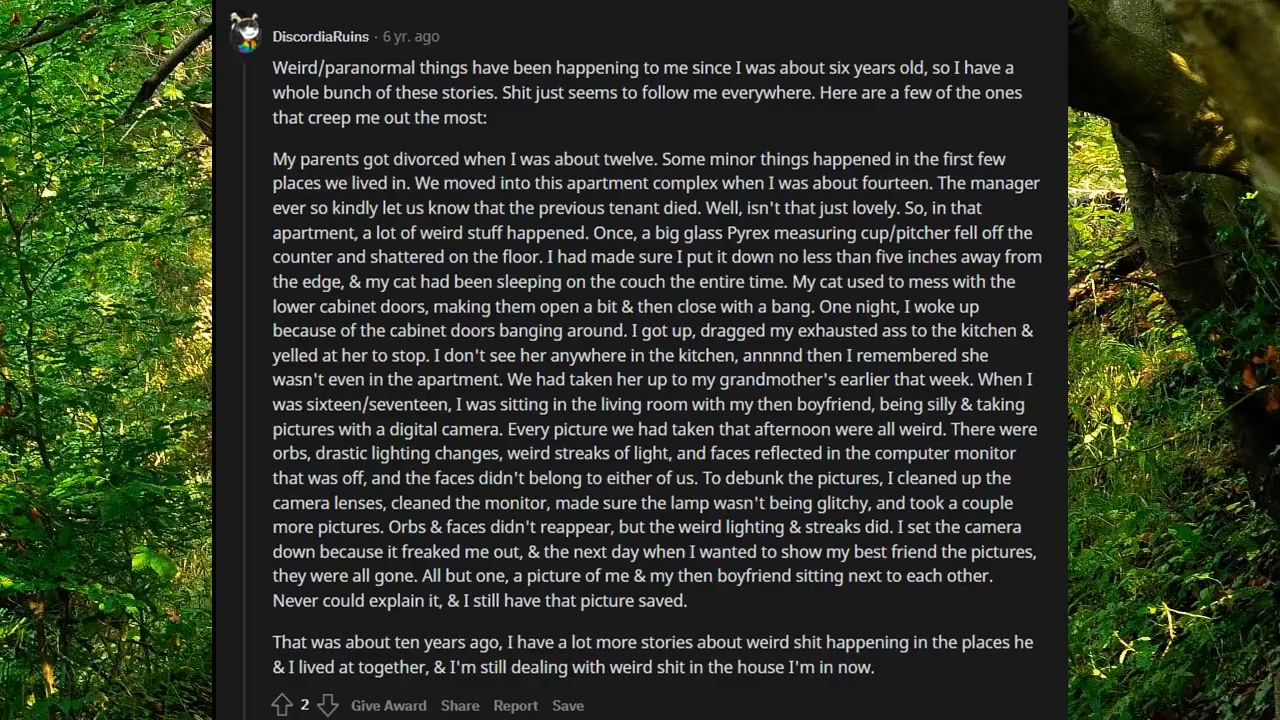 DiscordiaRuins · 6 yr. ago
Weird/paranormal things have been happening to me since I was about six years old, so I have a
whole bunch of these stories. Shit just seems to follow me everywhere. Here are a few of the ones
that creep me out the most:
My parents got divorced when I was about twelve. Some minor things happened in the first few
places we lived in. We moved into this apartment complex when I was about fourteen. The manager
ever so kindly let us know that the previous tenant died. Well, isn't that just lovely. So, in that
apartment, a lot of weird stuff happened. Once, a big glass Pyrex measuring cup/pitcher fell off the
counter and shattered on the floor. I had made sure I put it down no less than five inches away from
the edge, & my cat had been sleeping on the couch the entire time. My cat used to mess with the
lower cabinet doors, making them open a bit & then close with a bang. One night, I woke up
because of the cabinet doors banging around. I got up, dragged my exhausted ass to the kitchen &
yelled at her to stop. I don't see her anywhere in the kitchen, annnnd then I remembered she
wasn't even in the apartment. We had taken her up to my grandmother's earlier that week. When I
was sixteen/seventeen, I was sitting in the living room with my then boyfriend, being silly & taking
pictures with a digital camera. Every picture we had taken that afternoon were all weird. There were
orbs, drastic lighting changes, weird streaks of light, and faces reflected in the computer monitor
that was off, and the faces didn't belong to either of us. To debunk the pictures, I cleaned up the
camera lenses, cleaned the monitor, made sure the lamp wasn't being glitchy, and took a couple
more pictures. Orbs & faces didn't reappear, but the weird lighting & streaks did. I set the camera
down because it freaked me out, & the next day when I wanted to show my best friend the pictures,
they were all gone. All but one, a picture of me & my then boyfriend sitting next to each other.
Never could explain it, & I still have that picture saved.
That was about ten years ago, I have a lot more stories about weird shit happening in the places he
& I lived at together, & I'm still dealing with weird shit in the house I'm in now.
2 Give Award Share Report Save